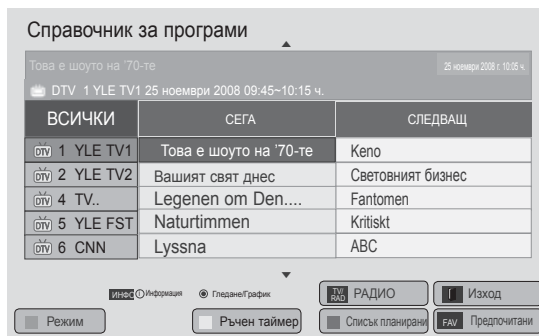 Справочник за програми
Това е шоуто на '70-те 25 ноември 2008 г. 10:05 ч.
DTV 1 YLE TV1 25 ноември 2008 09:45~10:15 ч.
ВСИЧКИ СЕГА СЛЕДВАЩ
DTV 1 YLE TV1 Това е шоуто на '70-те Keno
DTV 2 YLE TV2 Вашият свят днес Световният бизнес
DTV 4 TV.. Legenen om Den.... Fantomen
DTV 5 YLE FST Naturtimmen Kritiskt
DTV 6 CNN Lyssna ABC
ИНФО Информация Гледане/График TV/RAD РАДИО Изход
Режим Ръчен таймер Списък планирани FAV Предпочитани